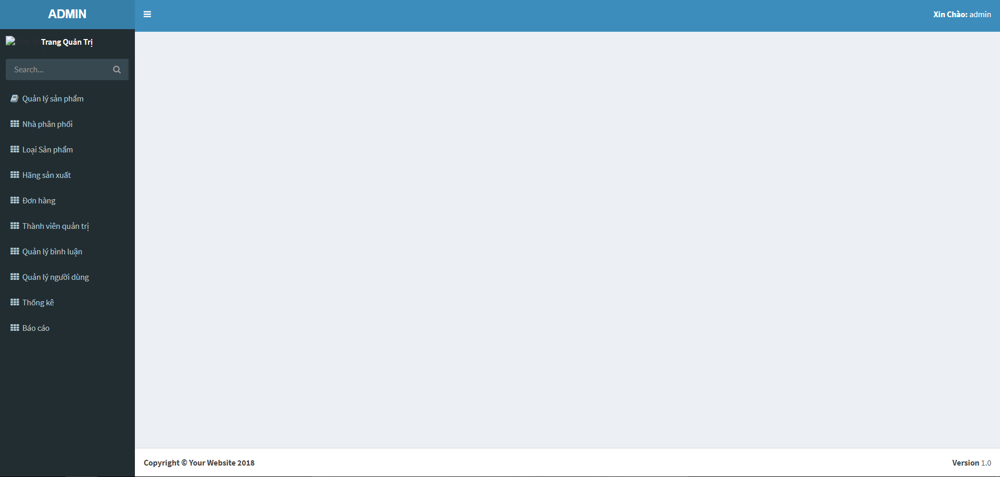 ADMIN
Xin Chào: admin
Trang Quản Trị
Search...
Quản lý sản phẩm
Nhà phân phối
Loại Sản phẩm
Hãng sản xuất
Đơn hàng
Thành viên quản trị
Quản lý bình luận
Quản lý người dùng
Thống kê
Báo cáo
Copyright © Your Website 2018
Version 1.0